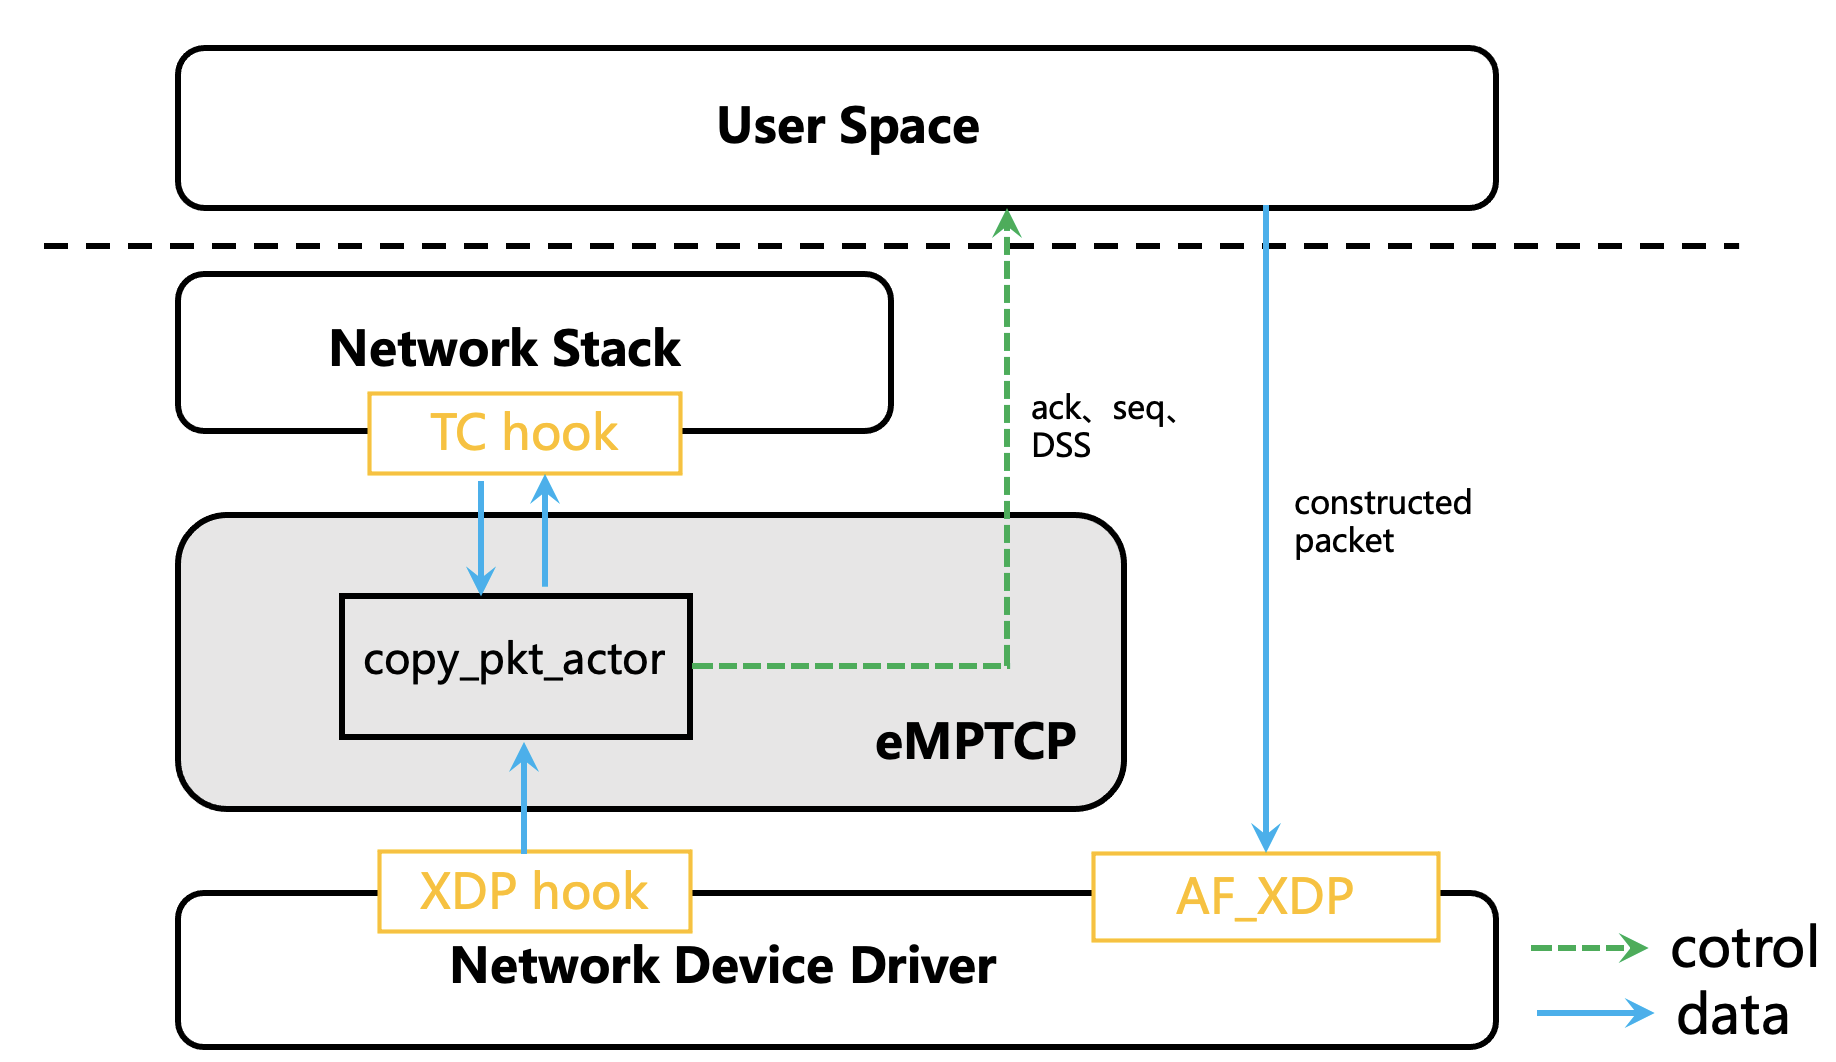 User Space
Network Stack
TC hook
ack、seq、
DSS
constructed
packet
copy_pkt_actor
eMPTCP
XDP hook
AF_XDP
Network Device Driver
cotrol
data